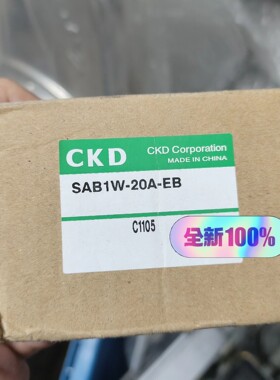 CKD
CKD Corporation
MADE IN CHINA
SAB1W-20A-EB
C1105
全新100%